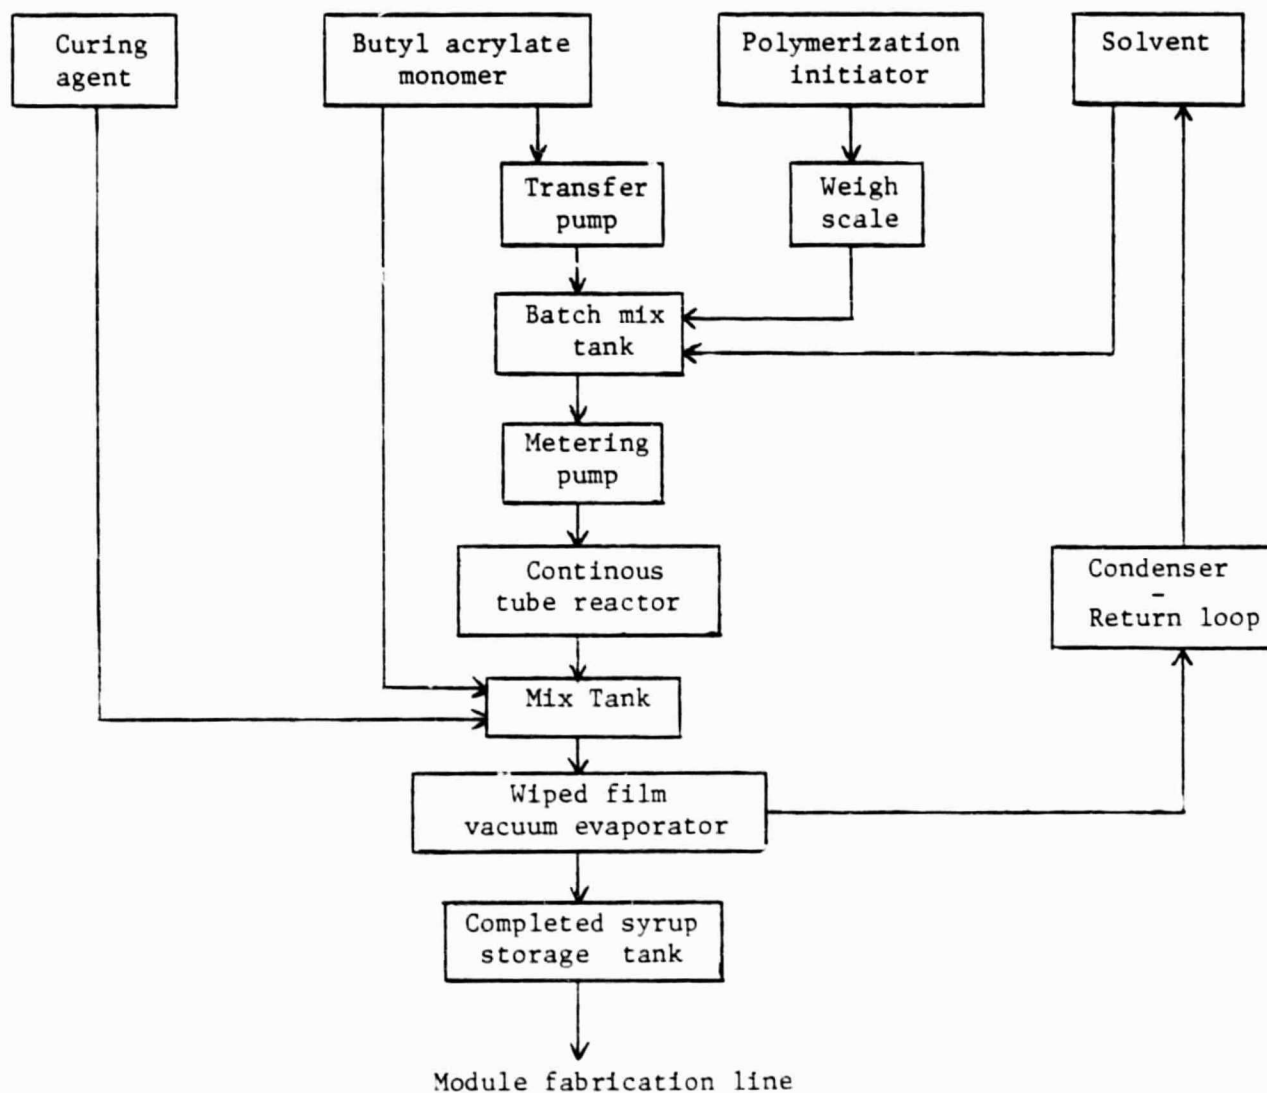 Curing
agent
Butyl acrylate
monomer
Polymerization
initiator
Solvent
Transfer
pump
Weigh
scale
Batch mix
tank
Metering
pump
Continous
tube reactor
Condenser
-
Return loop
Mix Tank
Wiped film
vacuum evaporator
Completed syrup
storage tank
Module fabrication line